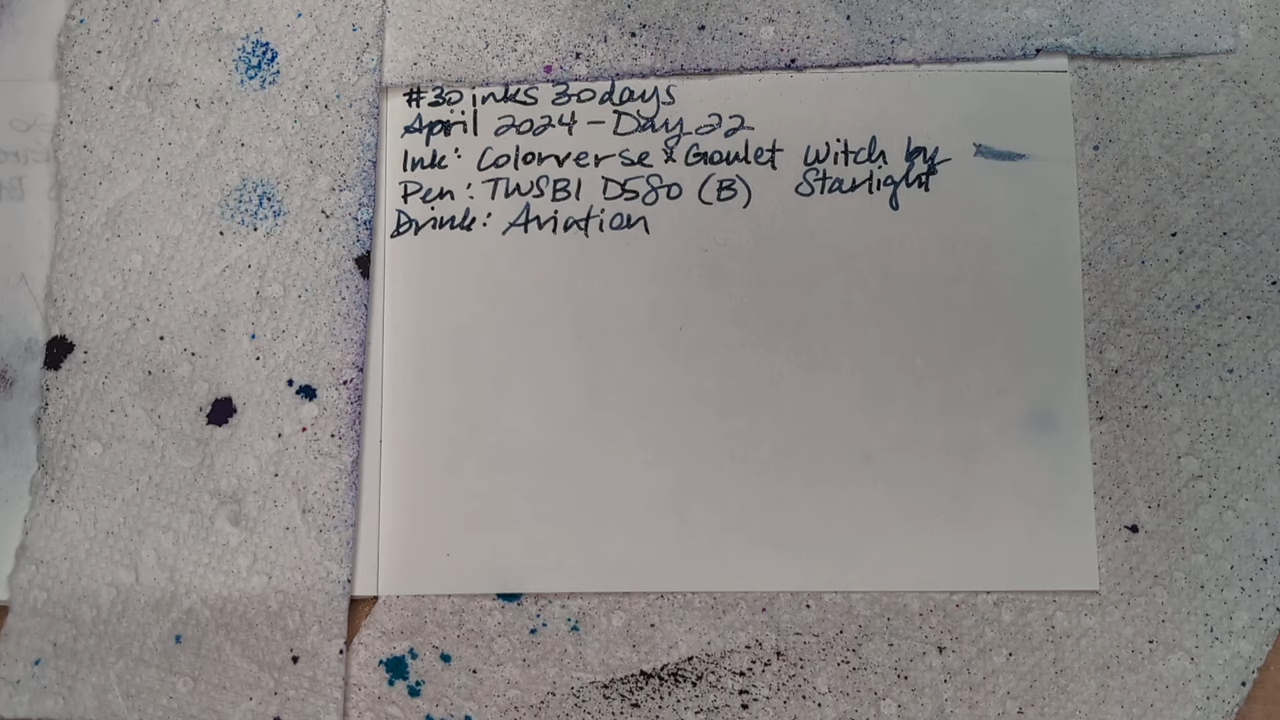 #30inks30days
April 2024 - Day 22
Ink: Colorverse x Goulet Witch by
Starlight
Pen: TWSBI D580 (B)
Drink: Aviation